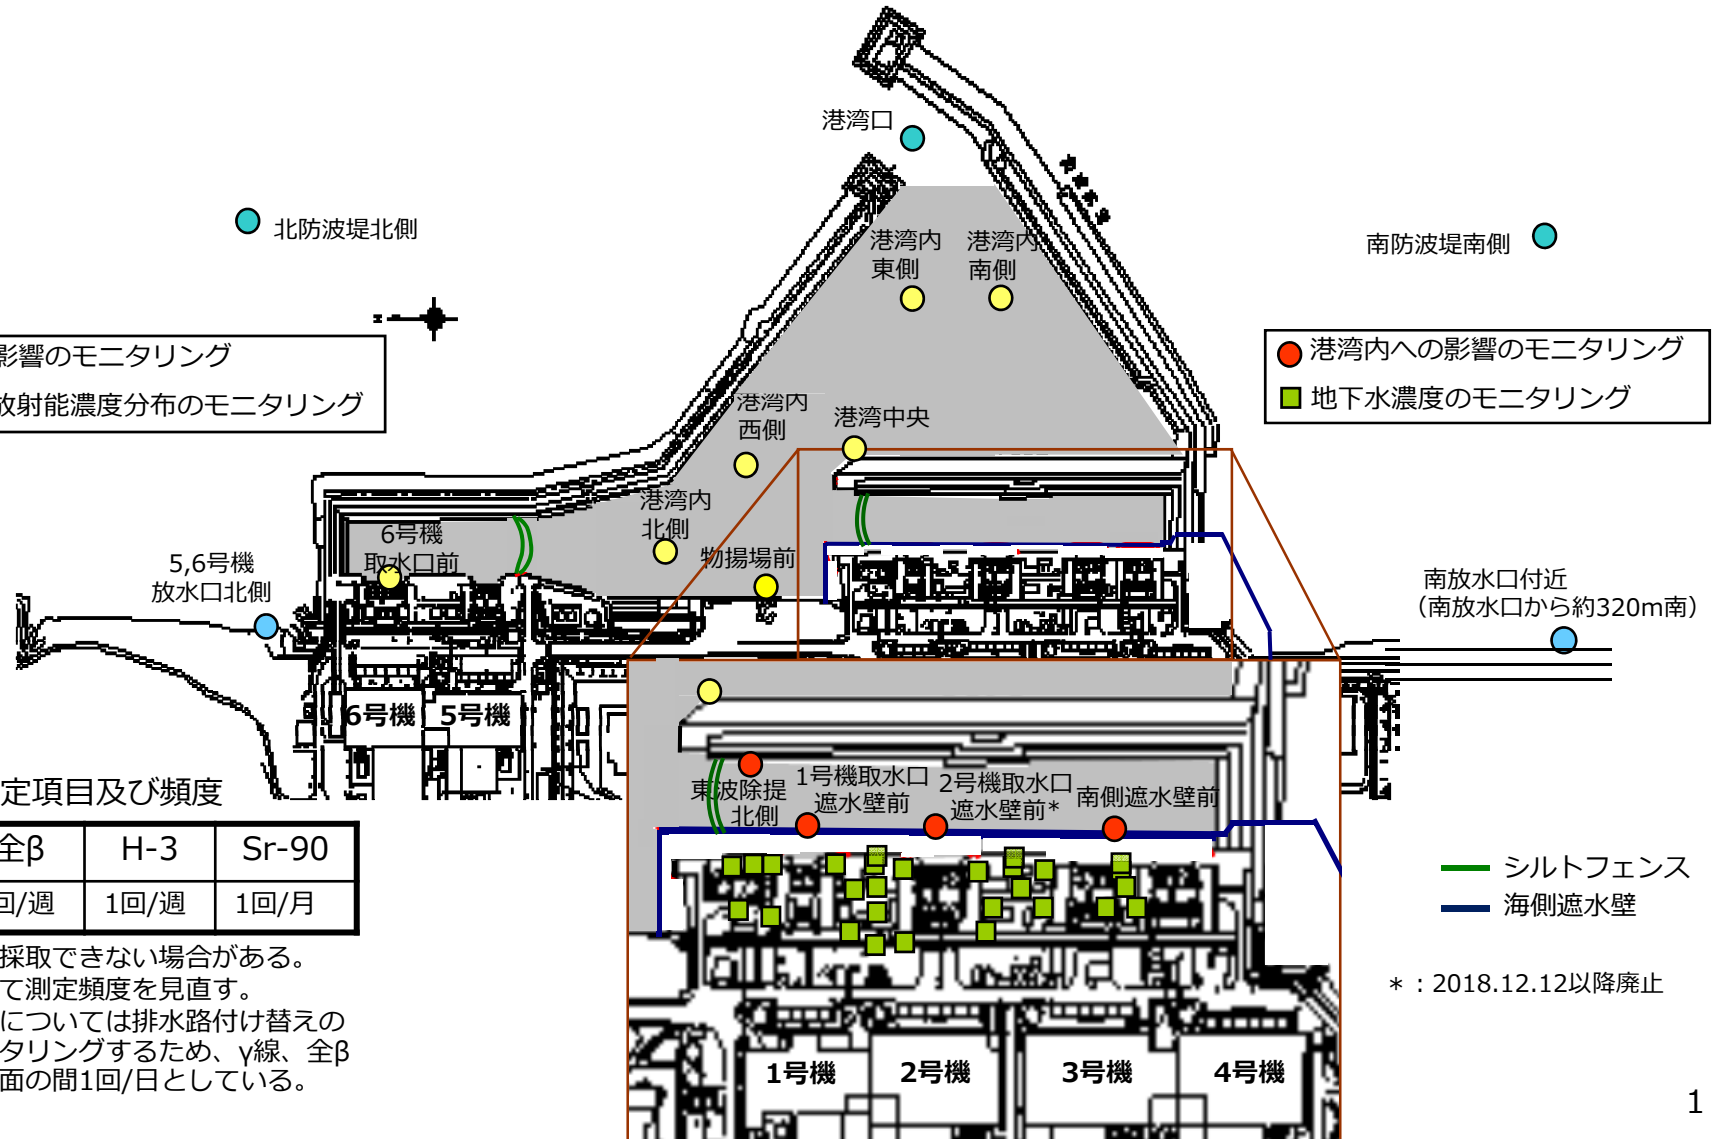 港湾口
北防波堤北側
港湾内
東側
港湾内
南側
南防波堤南側
影響のモニタリング
放射能濃度分布のモニタリング
港湾内への影響のモニタリング
地下水濃度のモニタリング
港湾内
西側
港湾中央
港湾内
北側
6号機
取水口前
物揚場前
5,6号機
放水口北側
南放水口付近
（南放水口から約320m南）
6号機
5号機
定項目及び頻度
全β H-3 Sr-90
回/週 1回/週 1回/月
採取できない場合がある。
て測定頻度を見直す。
については排水路付け替えの
タリングするため、γ線、全β
面の間1回/日としている。
東波除堤
北側
1号機取水口
遮水壁前
2号機取水口
遮水壁前*
南側遮水壁前
シルトフェンス
海側遮水壁
*：2018.12.12以降廃止
1号機
2号機
3号機
4号機
1